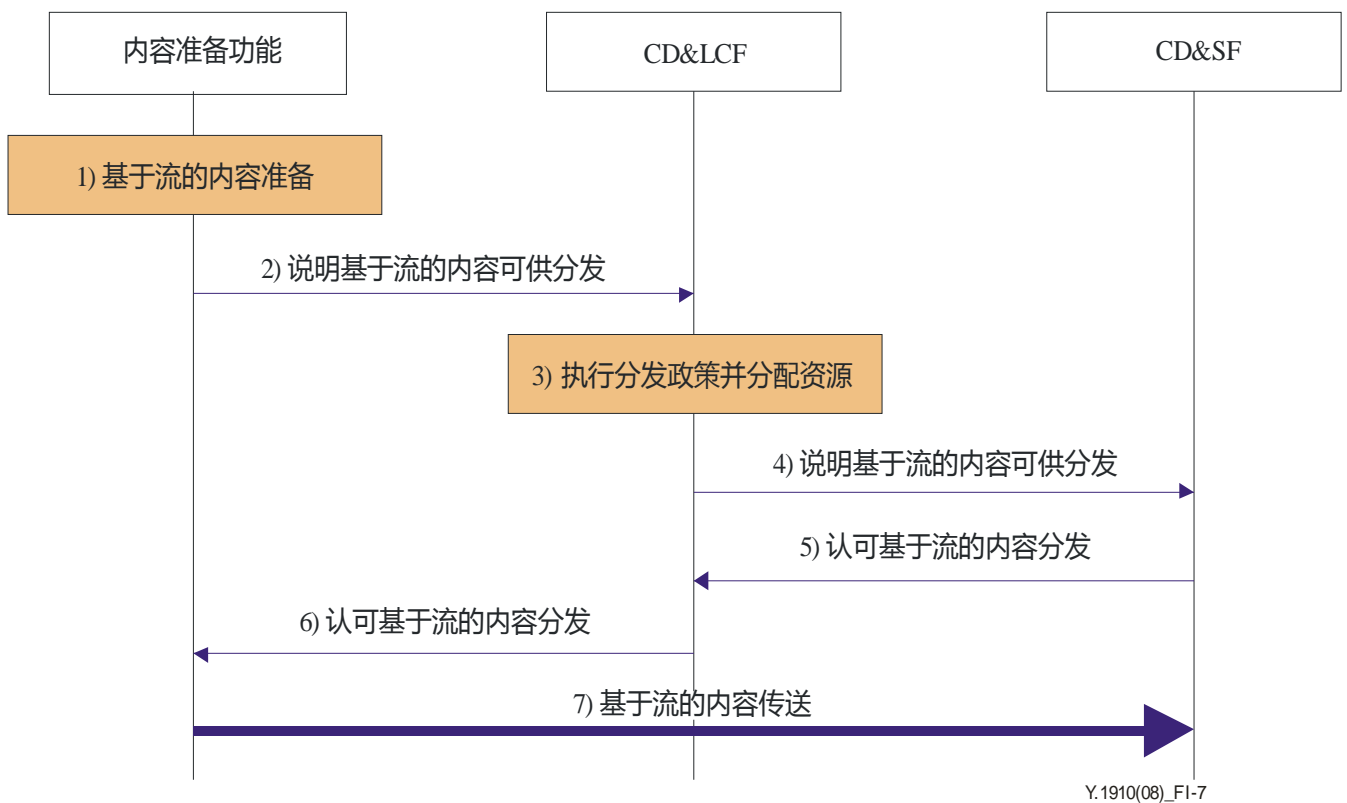 内容准备功能
CD&LCF
CD&SF
1) 基于流的内容准备
2) 说明基于流的内容可供分发
3) 执行分发政策并分配资源
4) 说明基于流的内容可供分发
5) 认可基于流的内容分发
6) 认可基于流的内容分发
7) 基于流的内容传送
Y.1910(08)_FI-7